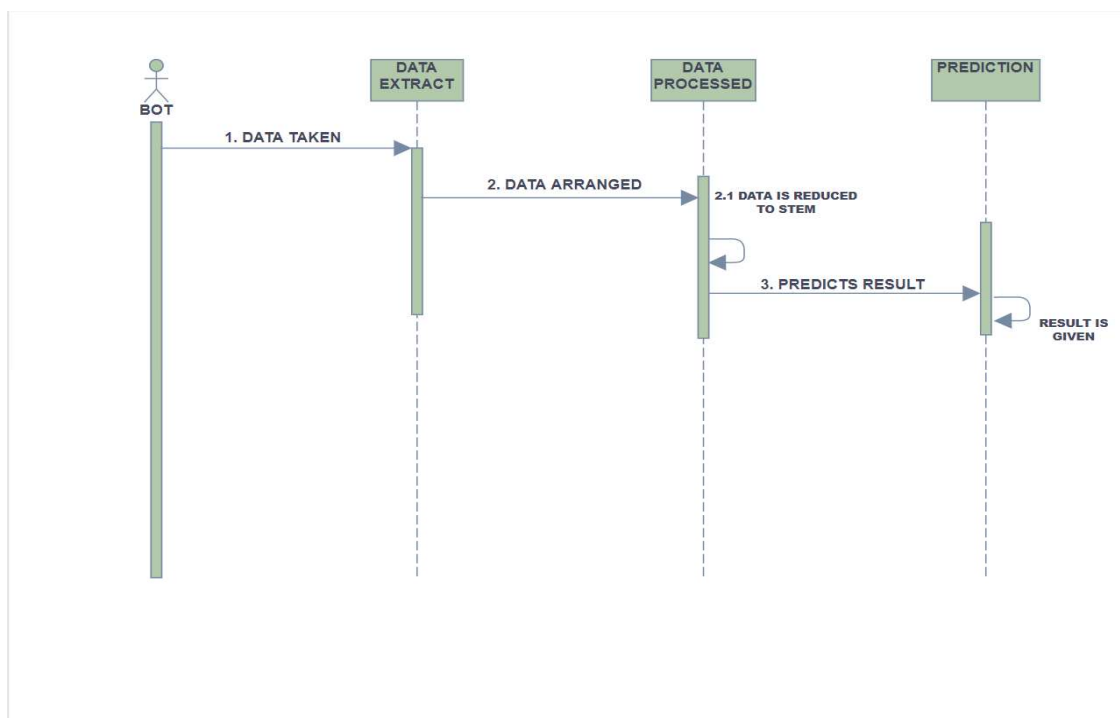 DATA
EXTRACT
DATA
PROCESSED
PREDICTION
BOT
1. DATA TAKEN
2. DATA ARRANGED
2.1 DATA IS REDUCED
TO STEM
3. PREDICTS RESULT
RESULT IS
GIVEN